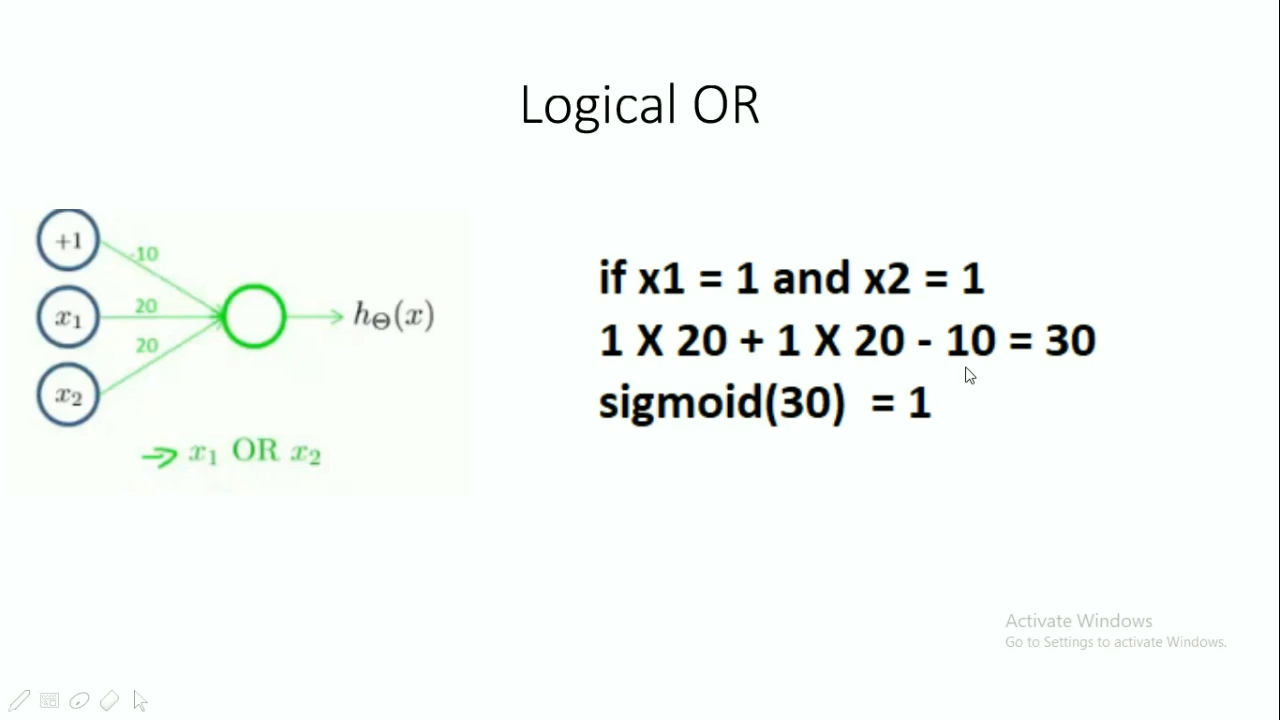 Logical OR
+1
-10
x1
20
hΘ(x)
20
x2
x1 OR x2
if x1 = 1 and x2 = 1
1 X 20 + 1 X 20 - 10 = 30
sigmoid(30) = 1
Activate Windows
Go to Settings to activate Windows.